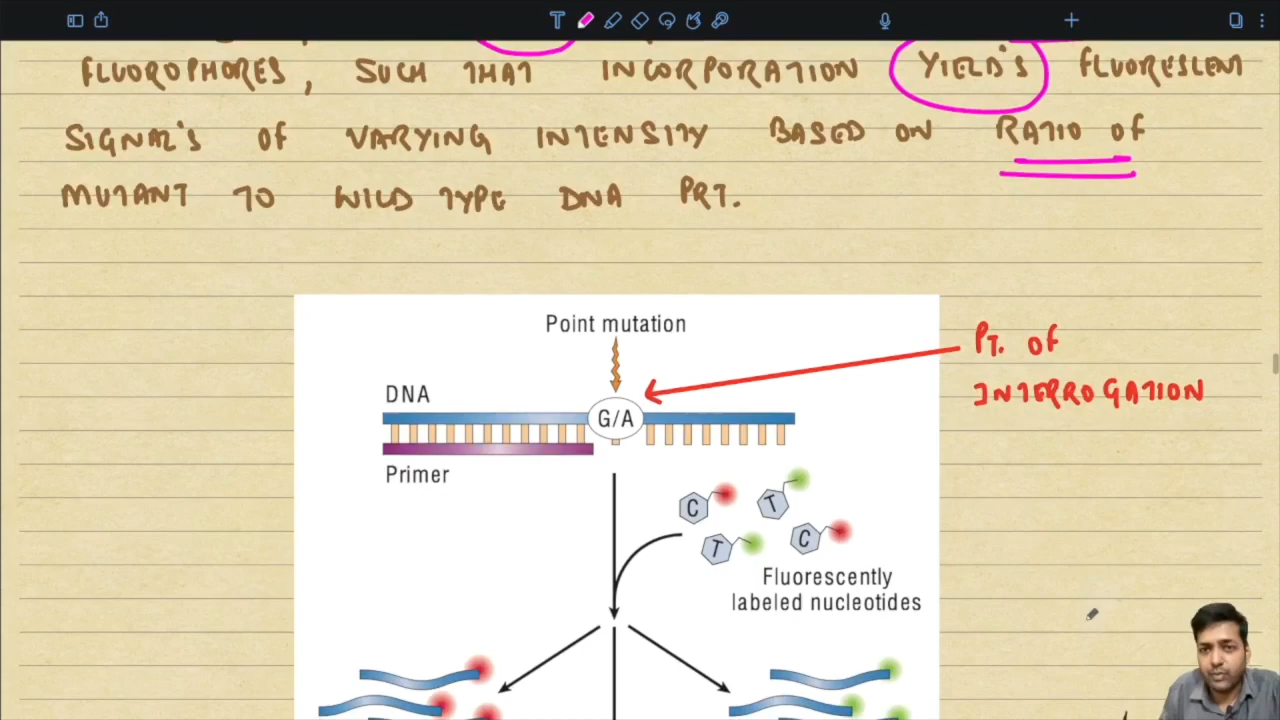 FLUOROPHORES, SUCH THAT INCORPORATION YIELD'S FLUORESCENT
SIGNAL'S OF VARYING INTENSITY BASED ON RATIO OF
MUTANT TO WILD TYPE DNA PRT.
Point mutation
PT. OF
INTERROGATION
DNA
G/A
Primer
C T
T C
Fluorescently
labeled nucleotides